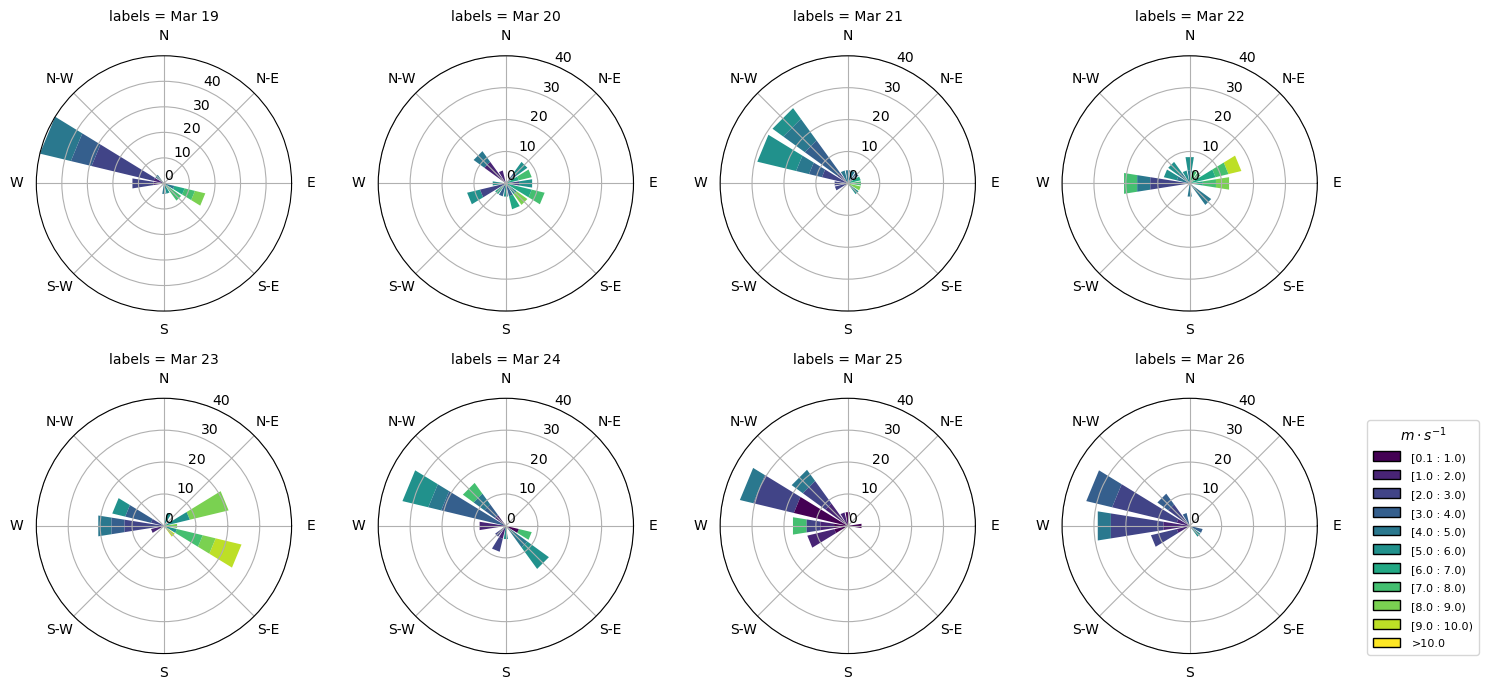 labels = Mar 19
N
N-W
N-E
W
E
S-W
S-E
S
0
10
20
30
40
labels = Mar 20
N
N-W
N-E
W
E
S-W
S-E
S
0
10
20
30
40
labels = Mar 21
N
N-W
N-E
W
E
S-W
S-E
S
0
10
20
30
40
labels = Mar 22
N
N-W
N-E
W
E
S-W
S-E
S
0
10
20
30
40
labels = Mar 23
N
N-W
N-E
W
E
S-W
S-E
S
0
10
20
30
40
labels = Mar 24
N
N-W
N-E
W
E
S-W
S-E
S
0
10
20
30
40
labels = Mar 25
N
N-W
N-E
W
E
S-W
S-E
S
0
10
20
30
40
labels = Mar 26
N
N-W
N-E
W
E
S-W
S-E
S
0
10
20
30
40
m · s⁻¹
[0.1 : 1.0)
[1.0 : 2.0)
[2.0 : 3.0)
[3.0 : 4.0)
[4.0 : 5.0)
[5.0 : 6.0)
[6.0 : 7.0)
[7.0 : 8.0)
[8.0 : 9.0)
[9.0 : 10.0)
>10.0